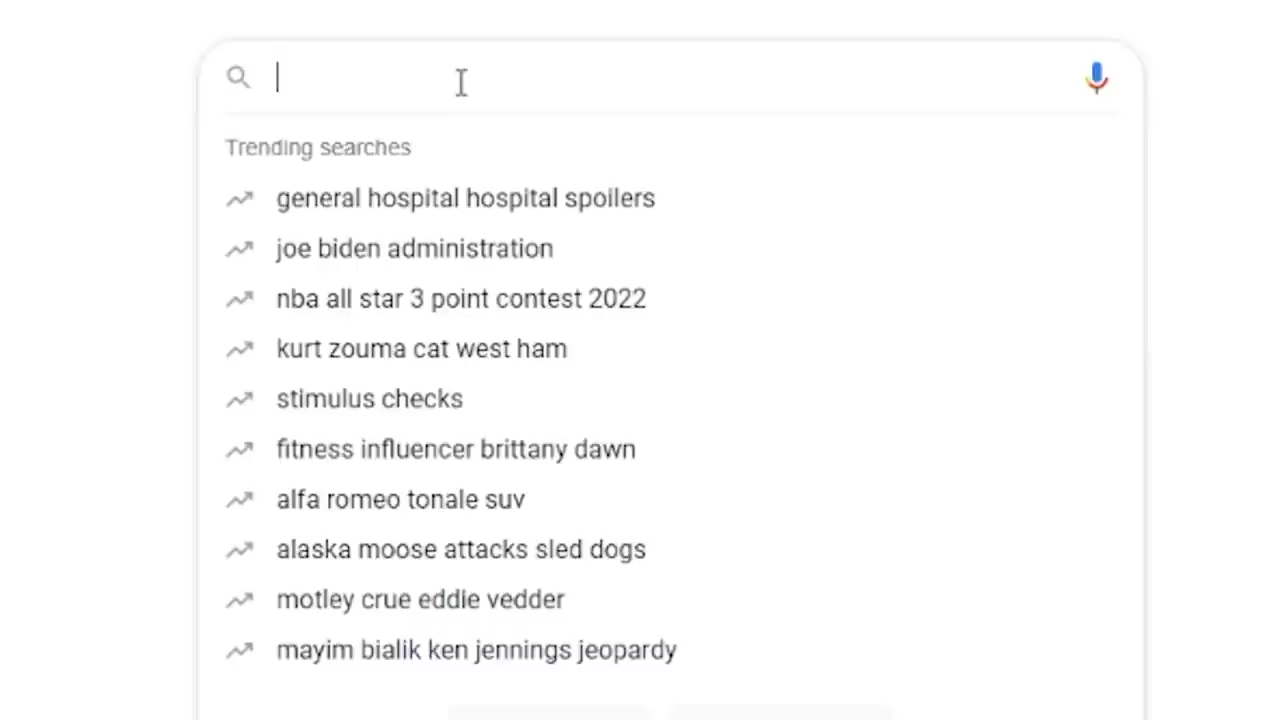 Trending searches
general hospital hospital spoilers
joe biden administration
nba all star 3 point contest 2022
kurt zouma cat west ham
stimulus checks
fitness influencer brittany dawn
alfa romeo tonale suv
alaska moose attacks sled dogs
motley crue eddie vedder
mayim bialik ken jennings jeopardy